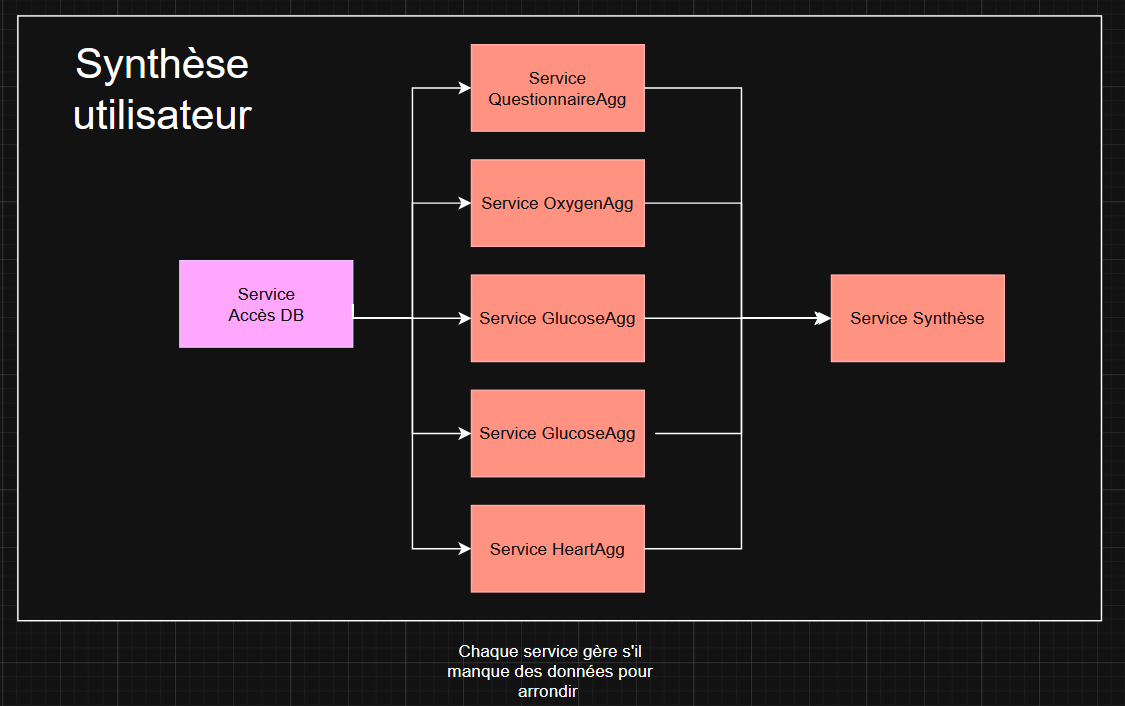 Synthèse
utilisateur
Service
QuestionnaireAgg
Service OxygenAgg
Service
Accès DB
Service GlucoseAgg
Service Synthèse
Service GlucoseAgg
Service HeartAgg
Chaque service gère s'il
manque des données pour
arrondir